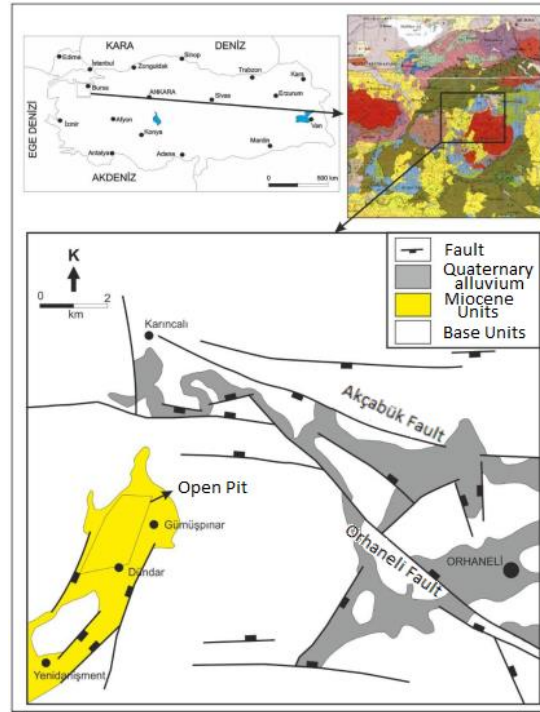 KARA DENİZ
Edirne
İstanbul
Zonguldak
Sinop
Trabzon
Kars
Bursa
ANKARA
Sivas
Erzurum
EGE DENİZİ
İzmir
Afyon
Konya
Van
Mardin
Antalya
Adana
AKDENİZ
0 500 km
K
0 2
km
Fault
Quaternary
alluvium
Miocene
Units
Base Units
Karıncalı
Akçabük Fault
Open Pit
Gümüşpınar
Orhaneli Fault
ORHANELİ
Dündar
Yenidanişment